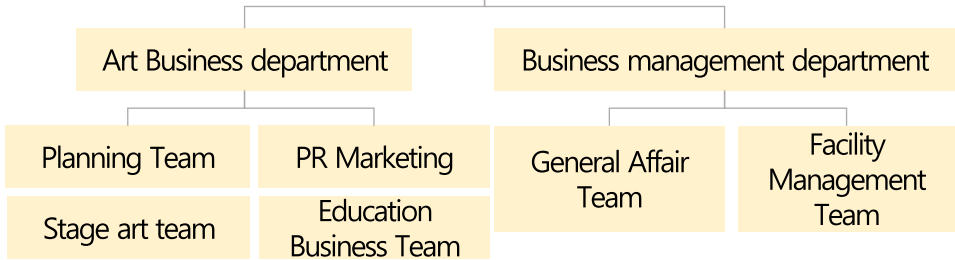 Art Business department
Business management department
Planning Team
PR Marketing
General Affair
Team
Facility
Management
Team
Stage art team
Education
Business Team